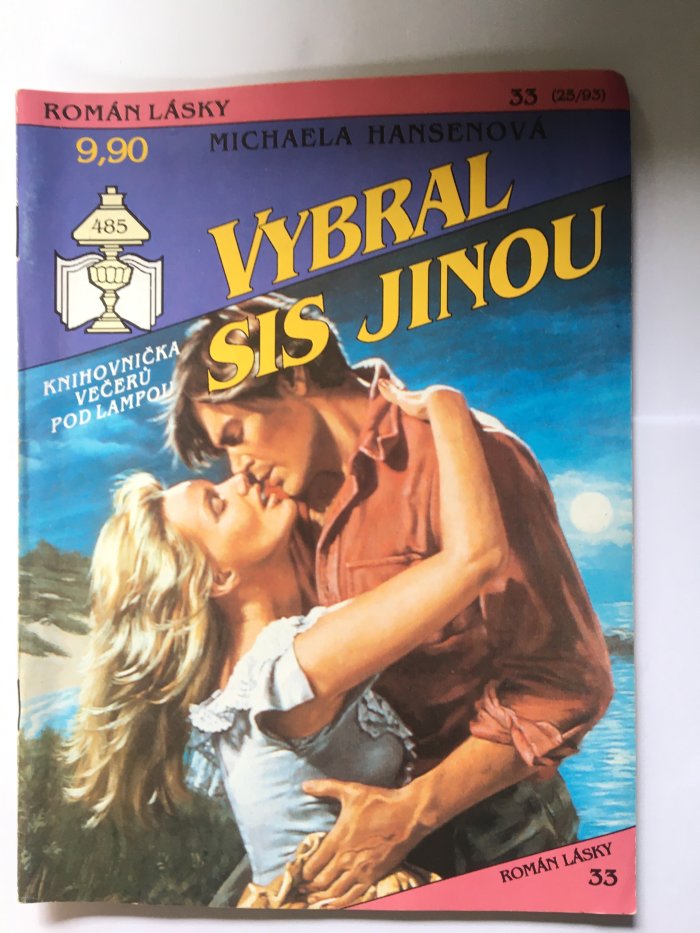 ROMÁN LÁSKY 33 (25/93)
MICHAELA HANSENOVÁ
9,90
485
VYBRAL
SIS JINOU
KNIHOVNIČKA
VEČERŮ
POD LAMPOU
ROMÁN LÁSKY
33